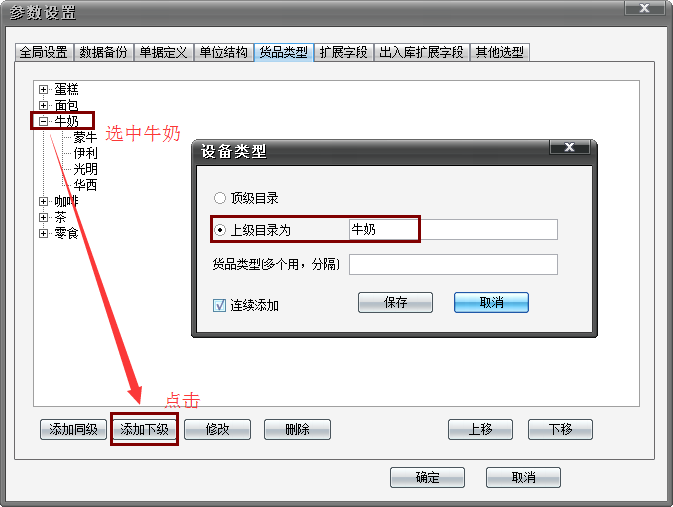 参数设置
全局设置 数据备份 单据定义 单位结构 货品类型 扩展字段 出入库扩展字段 其他选型
蛋糕
面包
牛奶
选中牛奶
蒙牛
伊利
光明
华西
咖啡
茶
零食
设备类型
顶级目录
上级目录为 牛奶
货品类型(多个用，分隔)
连续添加 保存 取消
点击
添加同级 添加下级 修改 删除 上移 下移
确定 取消